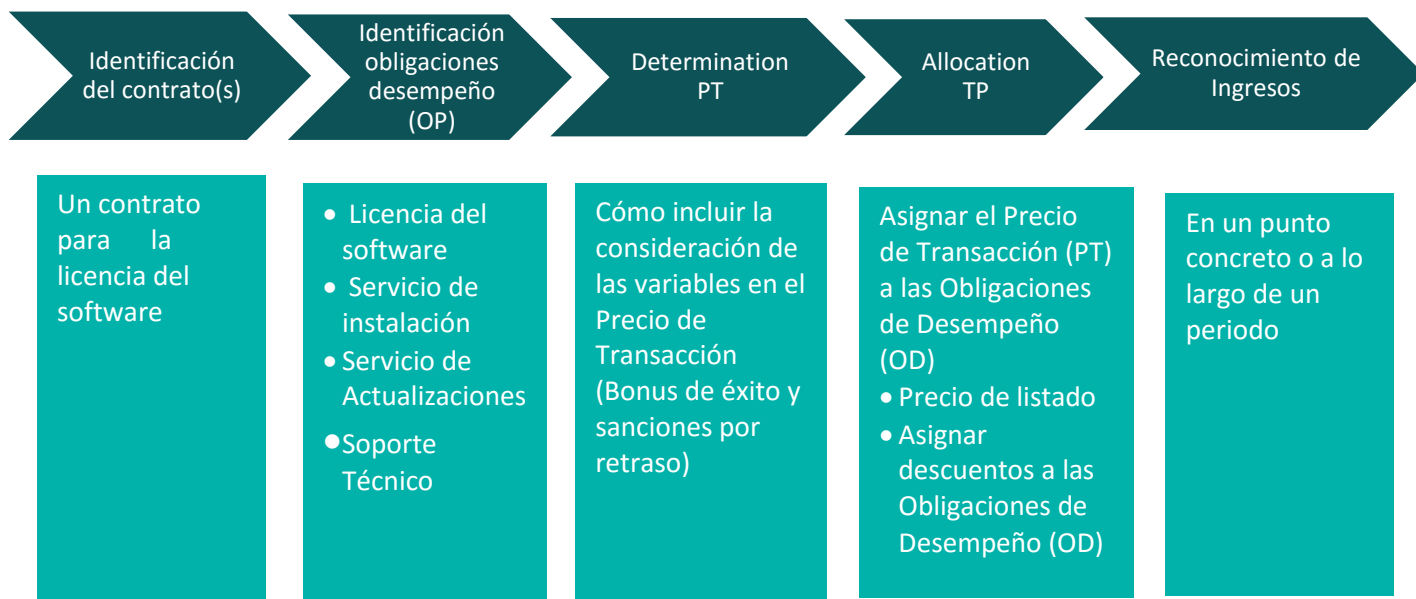 Identificación
del contrato(s)
Identificación
obligaciones
desempeño
(OP)
Determination
PT
Allocation
TP
Reconocimiento de
Ingresos
Un contrato
para la
licencia del
software
• Licencia del
software
• Servicio de
instalación
• Servicio de
Actualizaciones
• Soporte
Técnico
Cómo incluir la
consideración de
las variables en el
Precio de
Transacción
(Bonus de éxito y
sanciones por
retraso)
Asignar el Precio
de Transacción (PT)
a las Obligaciones
de Desempeño
(OD)
• Precio de listado
• Asignar
descuentos a las
Obligaciones de
Desempeño (OD)
En un punto
concreto o a lo
largo de un
periodo